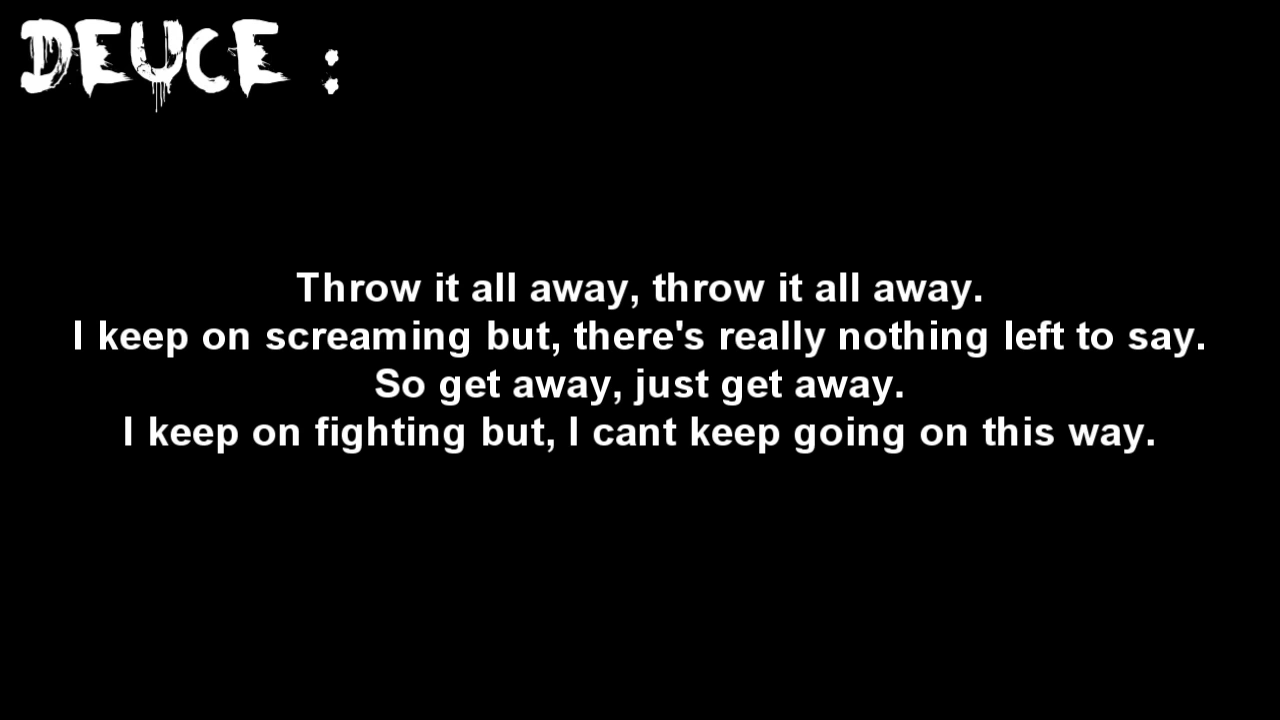 DEUCE :
Throw it all away, throw it all away.
I keep on screaming but, there's really nothing left to say.
So get away, just get away.
I keep on fighting but, I cant keep going on this way.